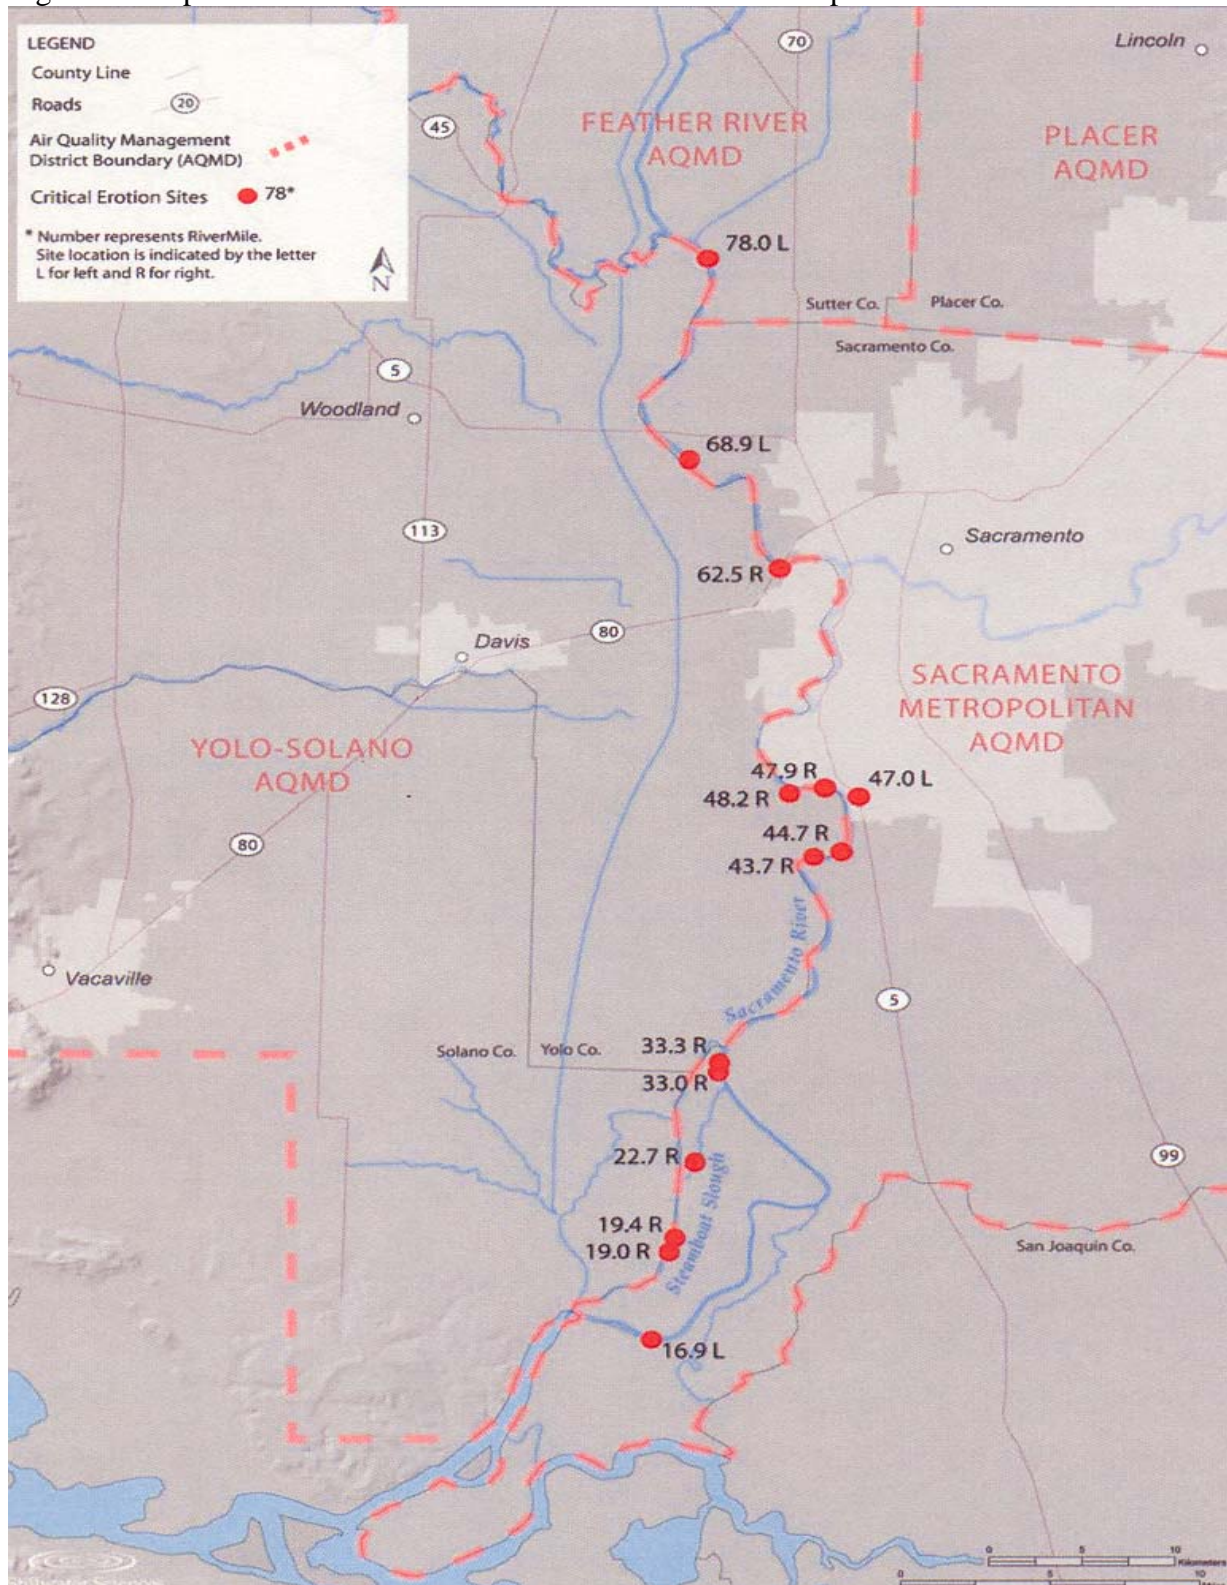 LEGEND
County Line
Roads 20
Air Quality Management
District Boundary (AQMD)
Critical Erotion Sites 78*
* Number represents RiverMile.
Site location is indicated by the letter
L for left and R for right.
N
70
Lincoln
45
FEATHER RIVER
AQMD
PLACER
AQMD
78.0 L
Sutter Co.
Placer Co.
Sacramento Co.
5
Woodland
68.9 L
113
Sacramento
62.5 R
80
Davis
128
SACRAMENTO
METROPOLITAN
AQMD
YOLO-SOLANO
AQMD
47.9 R
47.0 L
48.2 R
44.7 R
80
43.7 R
Sacramento River
Vacaville
5
33.3 R
Solano Co.
Yolo Co.
33.0 R
22.7 R
99
Steamboat Slough
19.4 R
19.0 R
San Joaquin Co.
16.9 L
0 5 10
Kilometers
0 5 10